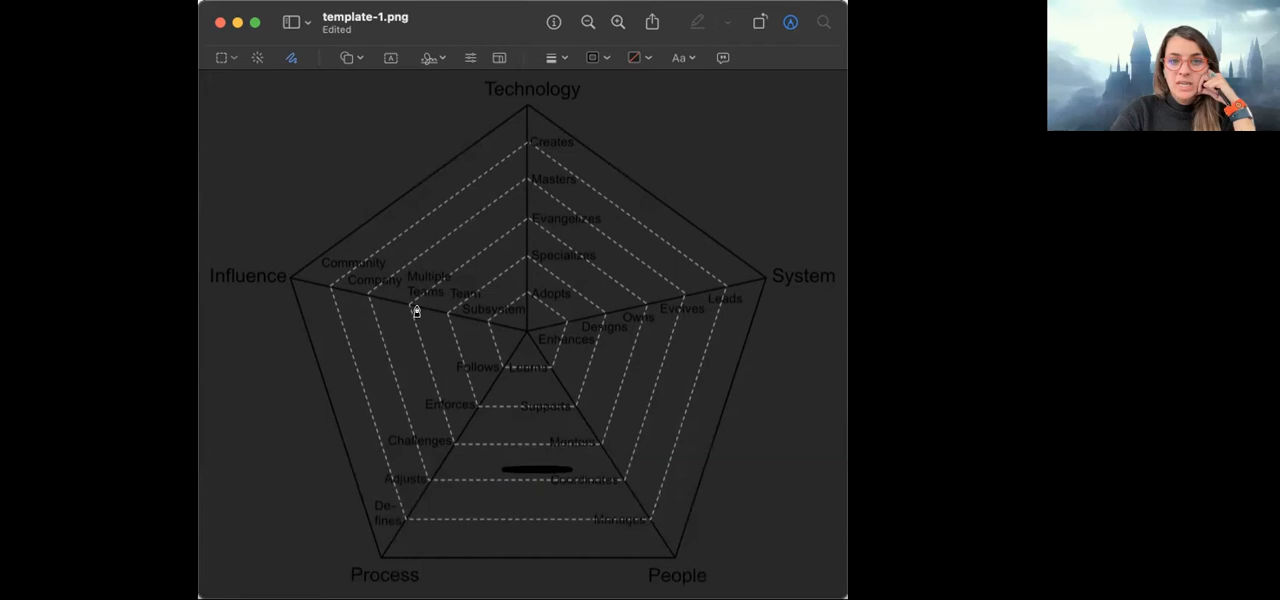 template-1.png
Edited
Aa
Technology
Creates
Masters
Evangelizes
Specializes
Adopts
Community
Company
Multiple
Teams
Team
Subsystem
Influence
System
Leads
Evolves
Owns
Designs
Enhances
Follows
Learns
Enforces
Supports
Challenges
Mentors
Adjusts
Coordinates
De-
fines
Manages
Process
People